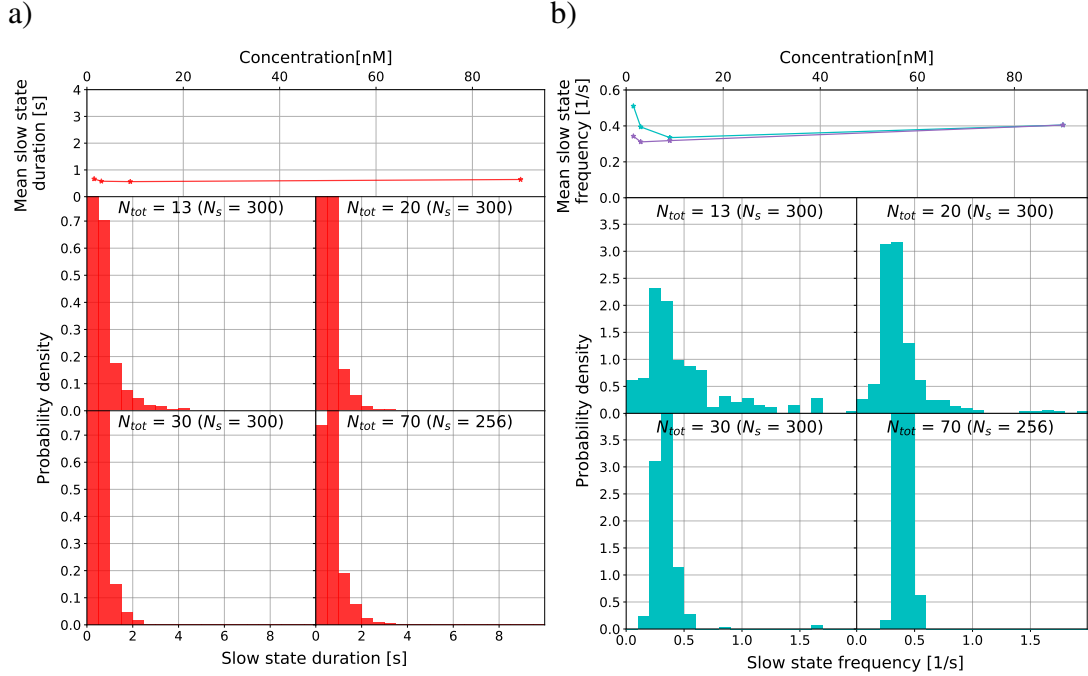 a)
b)
Concentration[nM]
0 20 40 60 80
Mean slow state
duration [s]
4
3
2
1
0
N_tot = 13 (N_s = 300)
N_tot = 20 (N_s = 300)
0.7
0.6
0.5
0.4
0.3
0.2
0.1
0.0
Probability density
N_tot = 30 (N_s = 300)
N_tot = 70 (N_s = 256)
0.7
0.6
0.5
0.4
0.3
0.2
0.1
0.0
0 2 4 6 8 0 2 4 6 8
Slow state duration [s]
Concentration[nM]
0 20 40 60 80
Mean slow state
frequency [1/s]
0.6
0.4
0.2
0.0
N_tot = 13 (N_s = 300)
N_tot = 20 (N_s = 300)
3.5
3.0
2.5
2.0
1.5
1.0
0.5
0.0
Probability density
N_tot = 30 (N_s = 300)
N_tot = 70 (N_s = 256)
3.5
3.0
2.5
2.0
1.5
1.0
0.5
0.0
0.0 0.5 1.0 1.5 0.0 0.5 1.0 1.5
Slow state frequency [1/s]